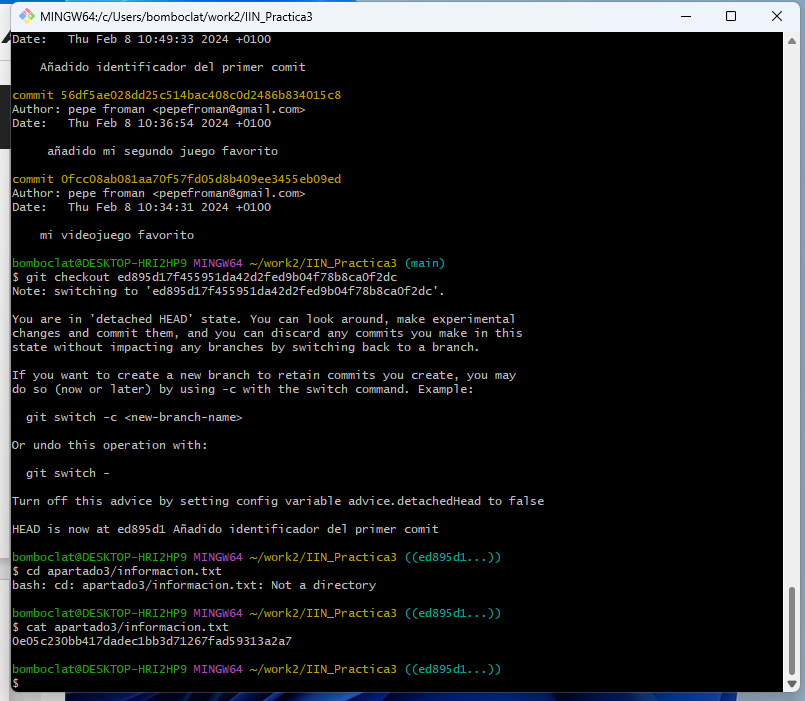 MINGW64:/c/Users/bomboclat/work2/IIN_Practica3
Date:   Thu Feb 8 10:49:33 2024 +0100
    Añadido identificador del primer comit
commit 56df5ae028dd25c514bac408c0d2486b834015c8
Author: pepe froman <pepefroman@gmail.com>
Date:   Thu Feb 8 10:36:54 2024 +0100
     añadido mi segundo juego favorito
commit 0fcc08ab081aa70f57fd05d8b409ee3455eb09ed
Author: pepe froman <pepefroman@gmail.com>
Date:   Thu Feb 8 10:34:31 2024 +0100
    mi videojuego favorito
bomboclat@DESKTOP-HRI2HP9 MINGW64 ~/work2/IIN_Practica3 (main)
$ git checkout ed895d17f455951da42d2fed9b04f78b8ca0f2dc
Note: switching to 'ed895d17f455951da42d2fed9b04f78b8ca0f2dc'.
You are in 'detached HEAD' state. You can look around, make experimental
changes and commit them, and you can discard any commits you make in this
state without impacting any branches by switching back to a branch.
If you want to create a new branch to retain commits you create, you may
do so (now or later) by using -c with the switch command. Example:
  git switch -c <new-branch-name>
Or undo this operation with:
  git switch -
Turn off this advice by setting config variable advice.detachedHead to false
HEAD is now at ed895d1 Añadido identificador del primer comit
bomboclat@DESKTOP-HRI2HP9 MINGW64 ~/work2/IIN_Practica3 ((ed895d1...))
$ cd apartado3/informacion.txt
bash: cd: apartado3/informacion.txt: Not a directory
bomboclat@DESKTOP-HRI2HP9 MINGW64 ~/work2/IIN_Practica3 ((ed895d1...))
$ cat apartado3/informacion.txt
0e05c230bb417dadec1bb3d71267fad59313a2a7
bomboclat@DESKTOP-HRI2HP9 MINGW64 ~/work2/IIN_Practica3 ((ed895d1...))
$